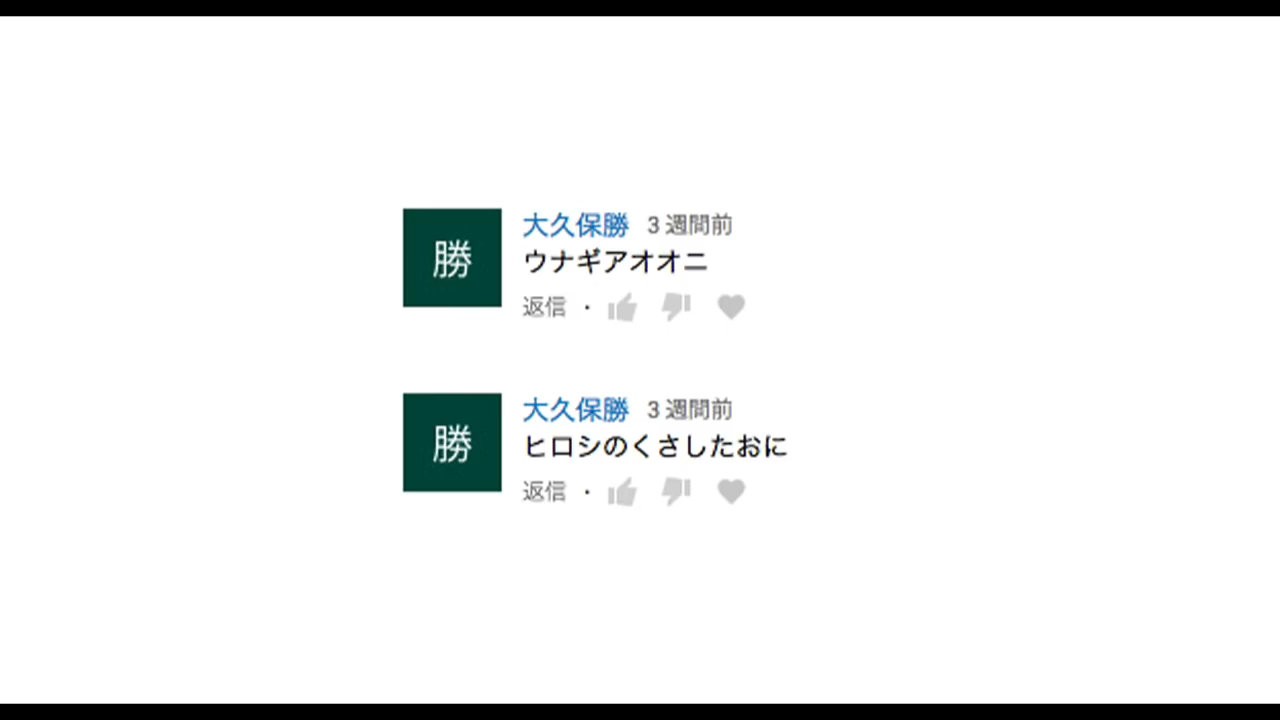 勝
大久保勝 3 週間前
ウナギアオオニ
返信 ・
勝
大久保勝 3 週間前
ヒロシのくさしたおに
返信 ・